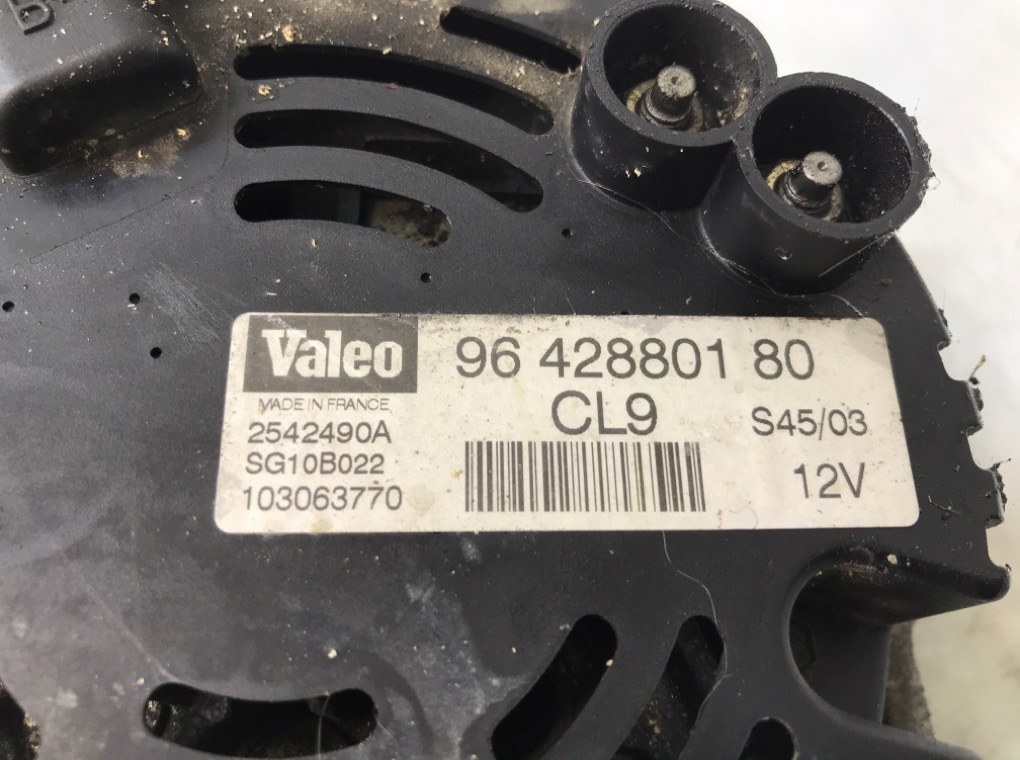 Valeo
96 428801 80
MADE IN FRANCE
CL9
2542490A
S45/03
SG10B022
103063770
12V